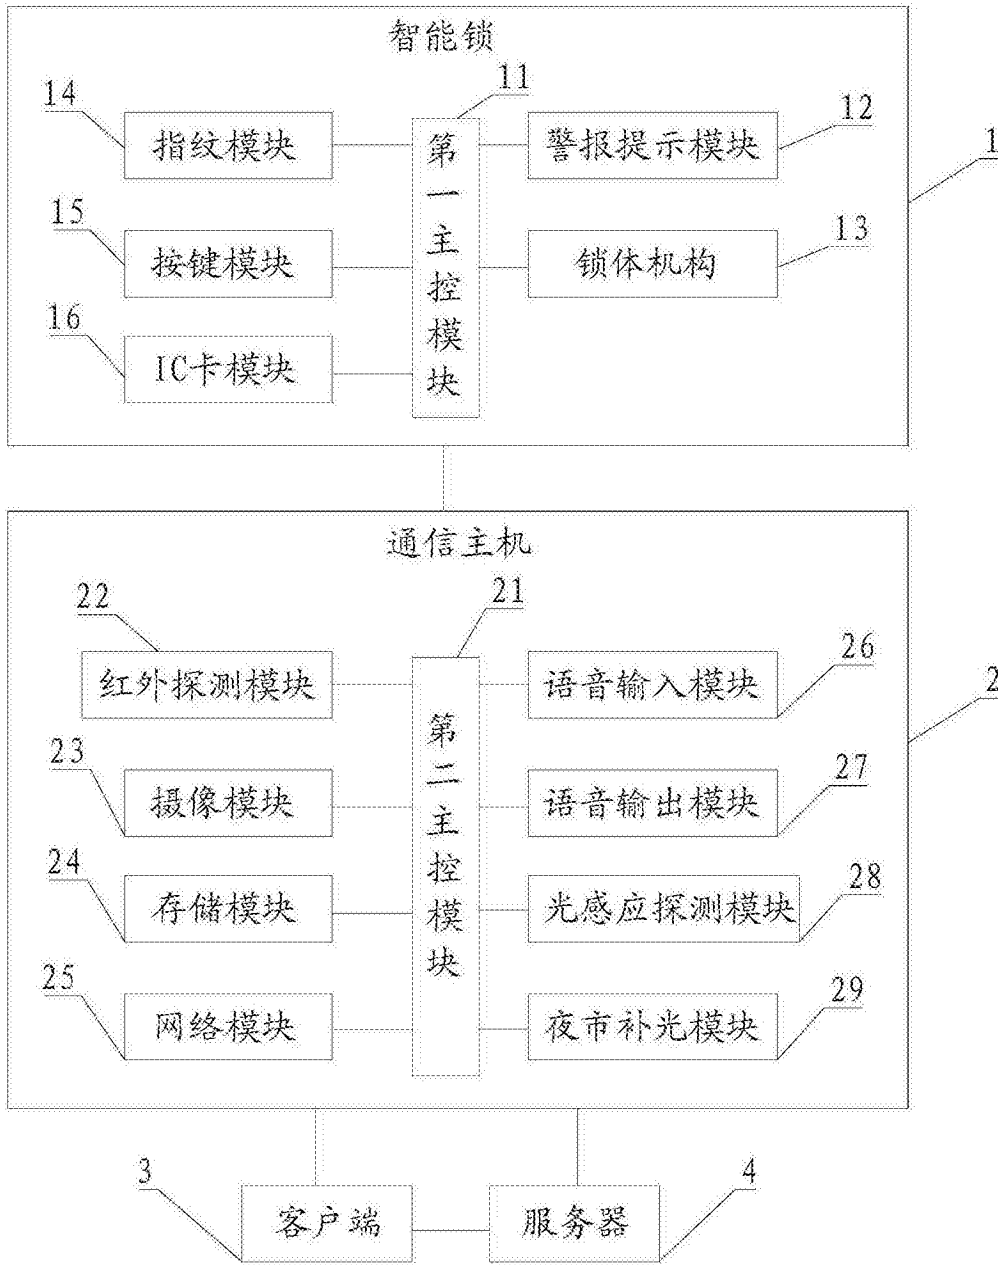 智能锁
14
11
12
指纹模块
第一主控模块
警报提示模块
1
15
13
按键模块
锁体机构
16
IC卡模块
通信主机
22
21
26
红外探测模块
第二主控模块
语音输入模块
2
23
27
摄像模块
语音输出模块
24
28
存储模块
光感应探测模块
25
29
网络模块
夜市补光模块
3
4
客户端
服务器